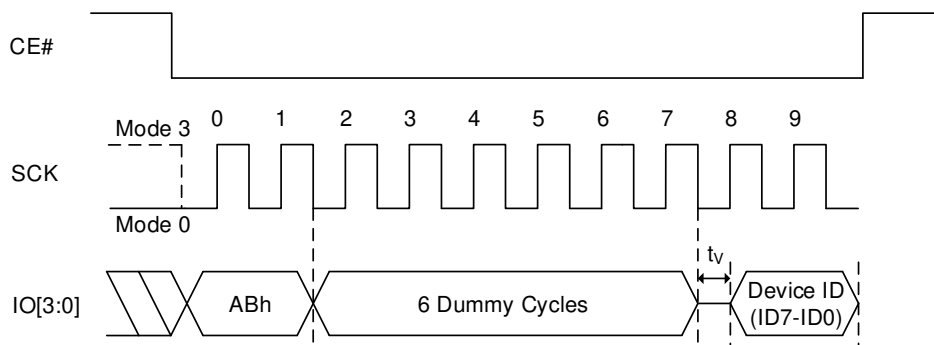 CE#
0 1 2 3 4 5 6 7 8 9
Mode 3
SCK
Mode 0
tv
IO[3:0] ABh 6 Dummy Cycles Device ID
(ID7-ID0)